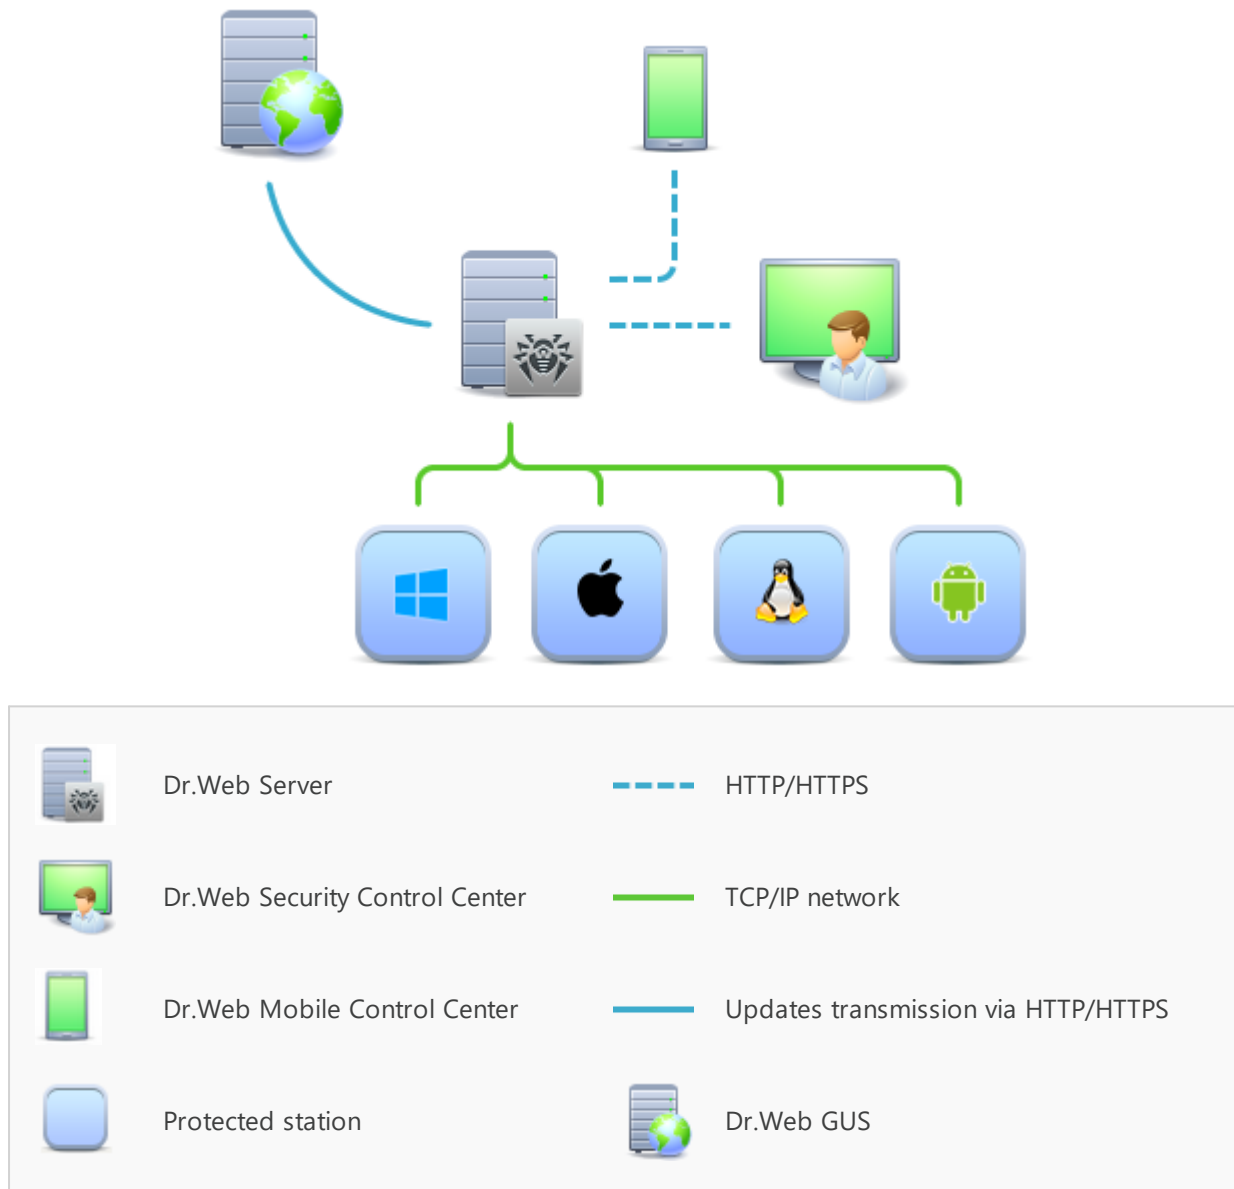 Dr.Web Server
HTTP/HTTPS
Dr.Web Security Control Center
TCP/IP network
Dr.Web Mobile Control Center
Updates transmission via HTTP/HTTPS
Protected station
Dr.Web GUS